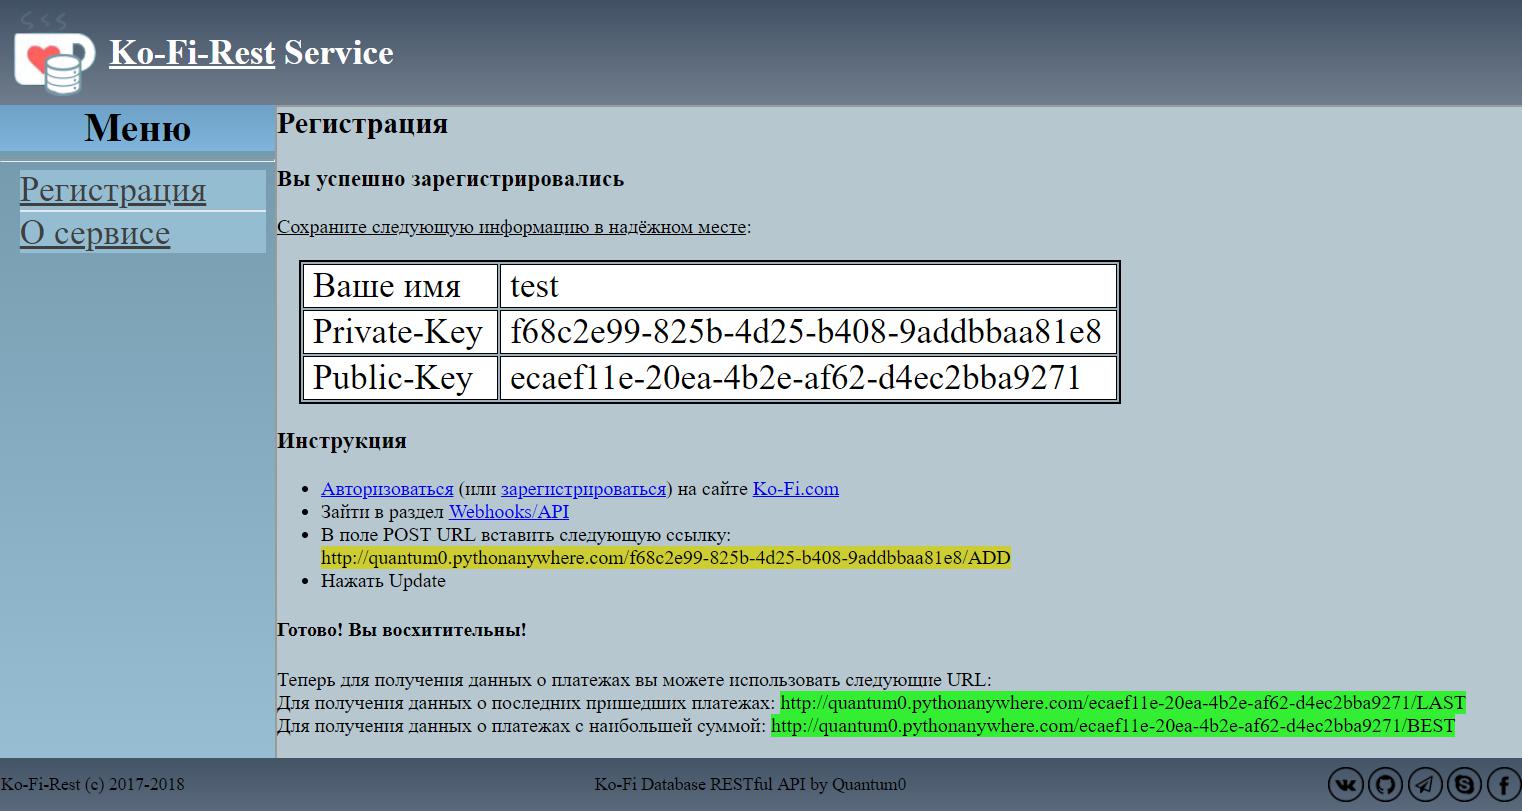 Ko-Fi-Rest Service
Меню
Регистрация
О сервисе
Регистрация
Вы успешно зарегистрировались
Сохраните следующую информацию в надёжном месте:
Ваше имя test
Private-Key f68c2e99-825b-4d25-b408-9addbbaa81e8
Public-Key ecaef11e-20ea-4b2e-af62-d4ec2bba9271
Инструкция
Авторизоваться (или зарегистрироваться) на сайте Ko-Fi.com
Зайти в раздел Webhooks/API
В поле POST URL вставить следующую ссылку:
http://quantum0.pythonanywhere.com/f68c2e99-825b-4d25-b408-9addbbaa81e8/ADD
Нажать Update
Готово! Вы восхитительны!
Теперь для получения данных о платежах вы можете использовать следующие URL:
Для получения данных о последних пришедших платежах: http://quantum0.pythonanywhere.com/ecaef11e-20ea-4b2e-af62-d4ec2bba9271/LAST
Для получения данных о платежах с наибольшей суммой: http://quantum0.pythonanywhere.com/ecaef11e-20ea-4b2e-af62-d4ec2bba9271/BEST
Ko-Fi-Rest (c) 2017-2018
Ko-Fi Database RESTful API by Quantum0